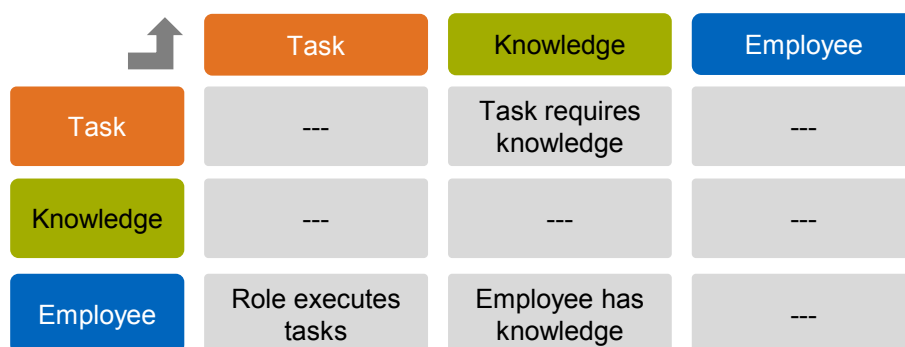 Task Knowledge Employee
Task --- Task requires knowledge ---
Knowledge --- --- ---
Employee Role executes tasks Employee has knowledge ---